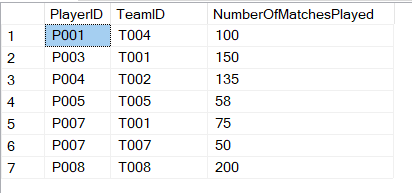 PlayerID TeamID NumberOfMatchesPlayed
1 P001 T004 100
2 P003 T001 150
3 P004 T002 135
4 P005 T005 58
5 P007 T001 75
6 P007 T007 50
7 P008 T008 200